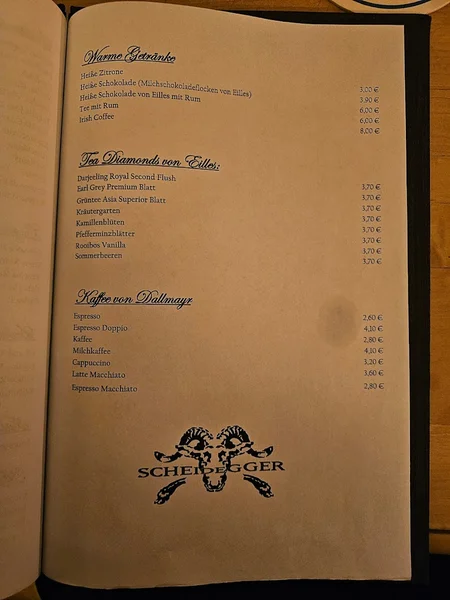 Warme Getränke
Heiße Zitrone 3,00 €
Heiße Schokolade (Milchschokoladeflocken von Eilles) 3,90 €
Heiße Schokolade von Eilles mit Rum 6,00 €
Tee mit Rum 6,00 €
Irish Coffee 8,00 €
Tea Diamonds von Eilles:
Darjeeling Royal Second Flush 3,70 €
Earl Grey Premium Blatt 3,70 €
Grüntee Asia Superior Blatt 3,70 €
Kräutergarten 3,70 €
Kamillenblüten 3,70 €
Pfefferminzblätter 3,70 €
Rooibos Vanilla 3,70 €
Sommerbeeren 3,70 €
Kaffee von Dallmayr
Espresso 2,60 €
Espresso Doppio 4,10 €
Kaffee 2,80 €
Milchkaffee 4,10 €
Cappuccino 3,20 €
Latte Macchiato 3,60 €
Espresso Macchiato 2,80 €
SCHEIDEGGER